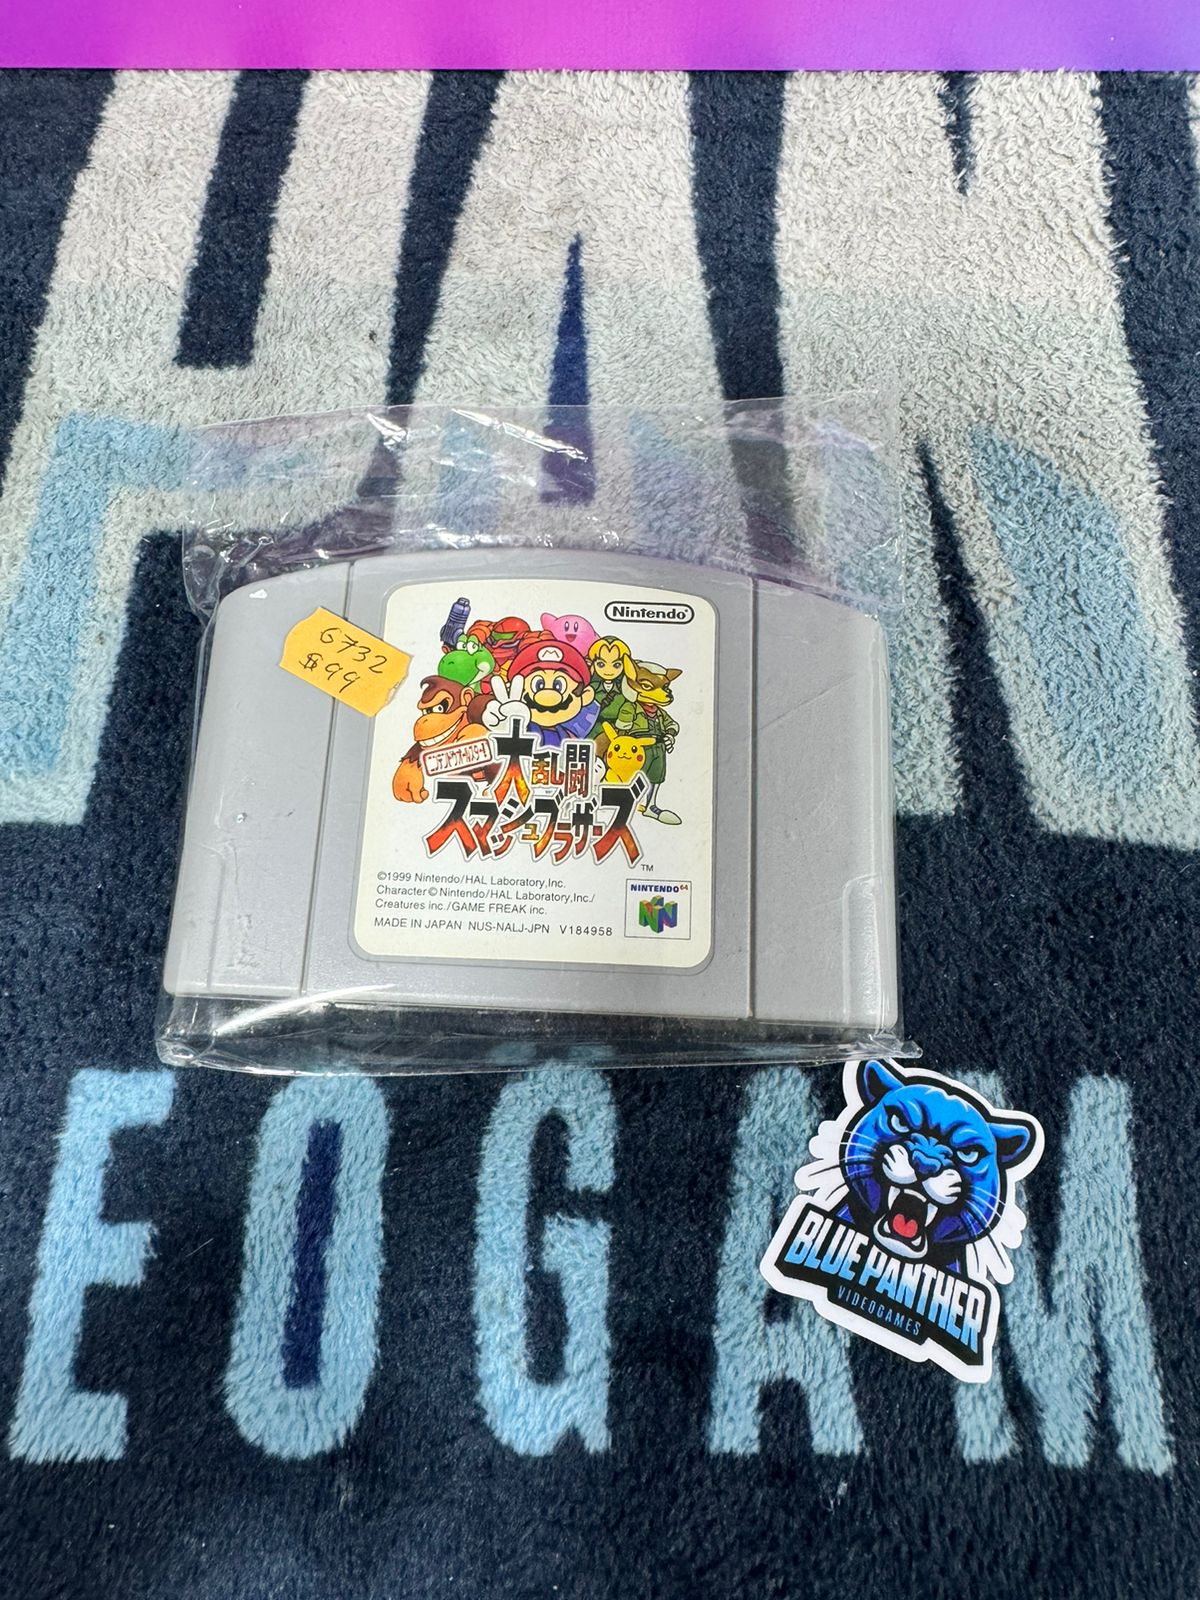 PAN
Nintendo®
6732
$99
ニンテンドウオールスター!
大乱闘
スマッシュブラザーズ
™
©1999 Nintendo/HAL Laboratory,Inc.
Character © Nintendo/HAL Laboratory,Inc./
Creatures inc./GAME FREAK inc.
MADE IN JAPAN NUS-NALJ-JPN V184958
NINTENDO64
EOGAM
BLUE PANTHER
VIDEOGAMES